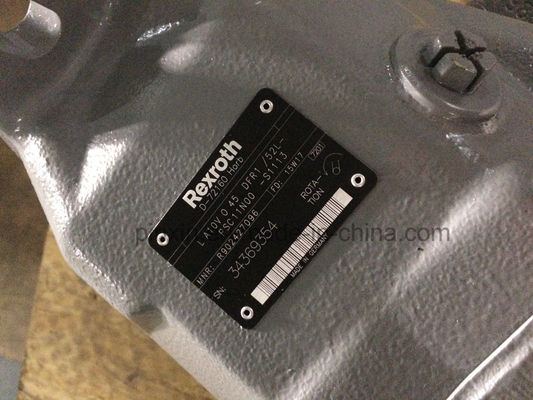 Rexroth
D-72160 Horb
L A10V O 45 DFR1 /52L-
PSC11N00 -S1113
MNR: R902427096 FD: 15W17 7201
SN: 34369354
ROTA-
TION
MADE IN GERMANY